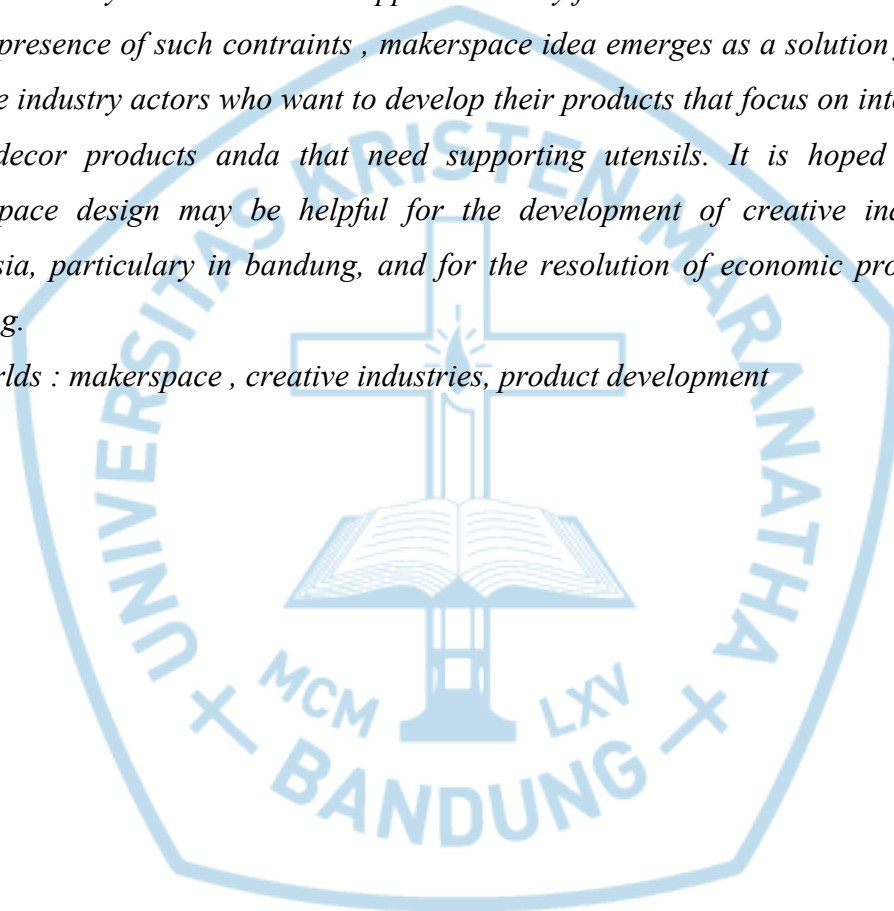 presence of such contraints , makerspace idea emerges as a solution
e industry actors who want to develop their products that focus on int
decor products anda that need supporting utensils. It is hoped
pace design may be helpful for the development of creative in
sia, particulary in bandung, and for the resolution of economic pro
g.
rlds : makerspace , creative industries, product development
UNIVERSITAS KRISTEN MARANATHA
MCM LXV
BANDUNG